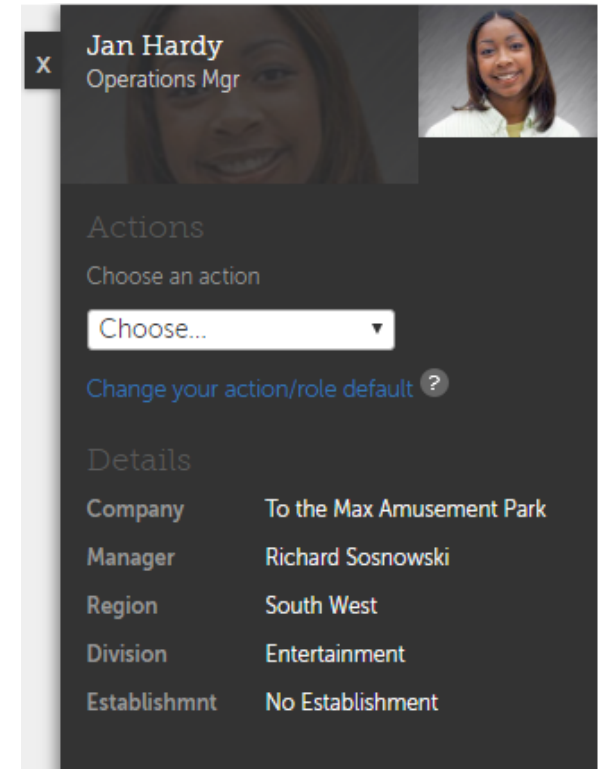 x
Jan Hardy
Operations Mgr
Actions
Choose an action
Choose...
Change your action/role default ?
Details
Company To the Max Amusement Park
Manager Richard Sosnowski
Region South West
Division Entertainment
Establishmnt No Establishment